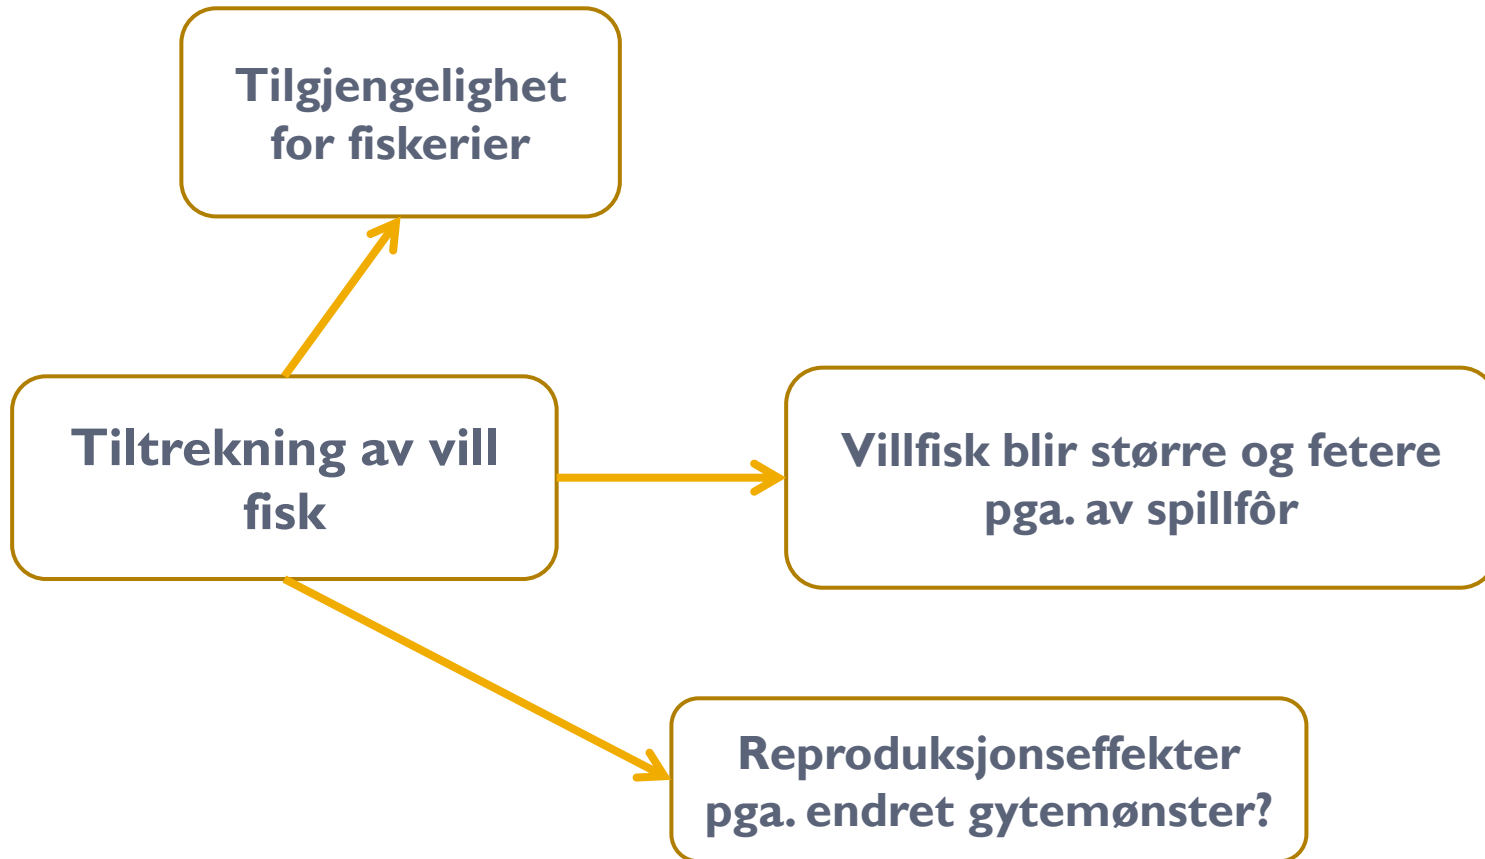 Tilgjengelighet
for fiskerier
Tiltrekning av vill
fisk
Villfisk blir større og fetere
pga. av spillfôr
Reproduksjonseffekter
pga. endret gytemønster?